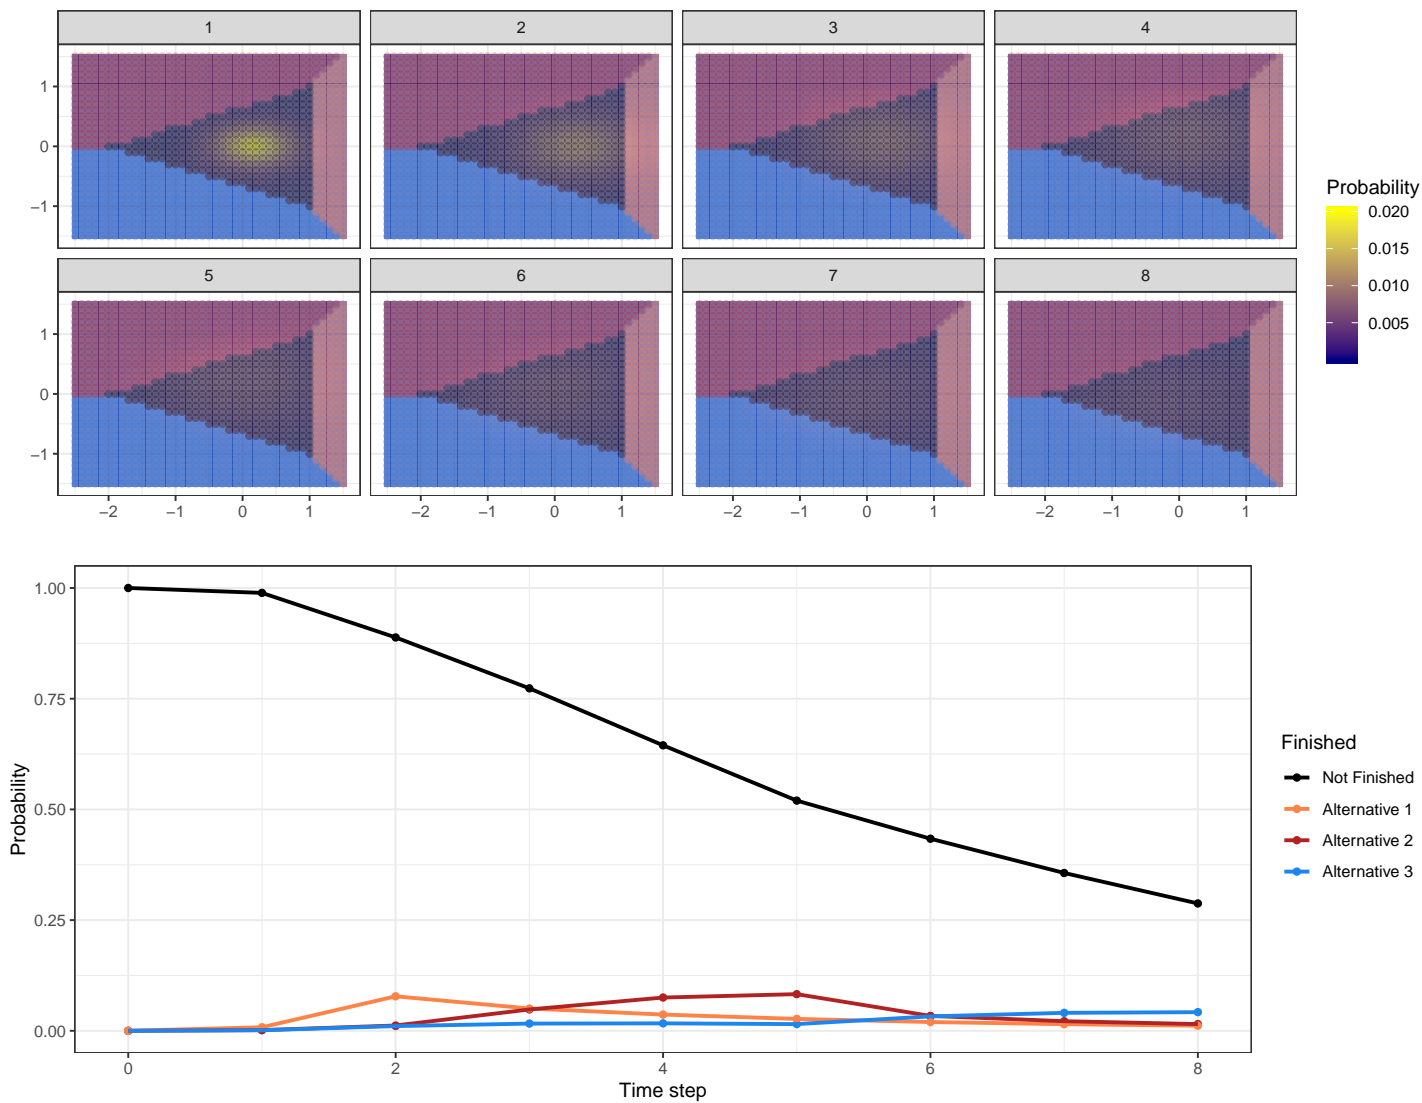 1 2 3 4
1
0
−1
Probability
0.020
0.015
0.010
0.005
5 6 7 8
1
0
−1
−2 −1 0 1 −2 −1 0 1 −2 −1 0 1 −2 −1 0 1
1.00
0.75
0.50
0.25
0.00
Probability
0 2 4 6 8
Time step
Finished
Not Finished
Alternative 1
Alternative 2
Alternative 3